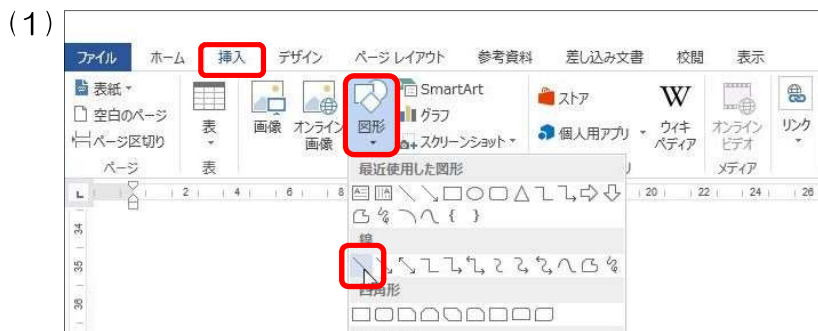 (1)
ファイル ホーム 挿入 デザイン ページ レイアウト 参考資料 差し込み文書 校閲 表示
表紙
空白のページ
ページ区切り
ページ
表
表
画像
オンライン
画像
図形
SmartArt
グラフ
スクリーンショット
ストア
個人用アプリ
W
ウィキ
ペディア
オンライン
ビデオ
メディア
リンク
最近使用した図形
2 4 6 8 20 22 24 26
線
四角形
34
35
36